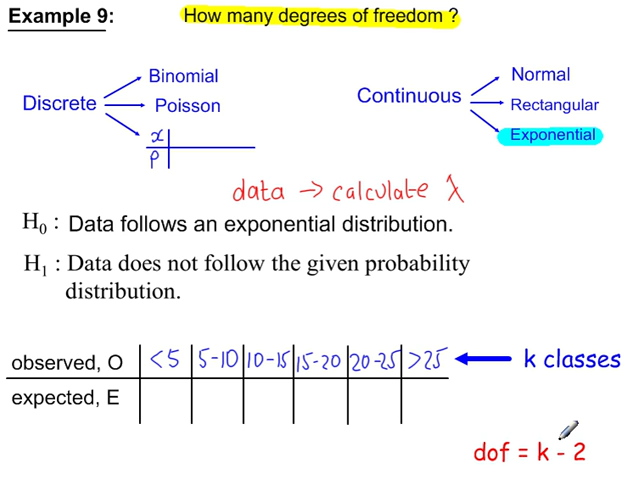 Example 9: How many degrees of freedom ?
Binomial
Discrete Poisson
x
P
Normal
Continuous Rectangular
Exponential
data → calculate λ
H₀ : Data follows an exponential distribution.
H₁ : Data does not follow the given probability
distribution.
observed, O <5 5-10 10-15 15-20 20-25 >25 k classes
expected, E
dof = k - 2